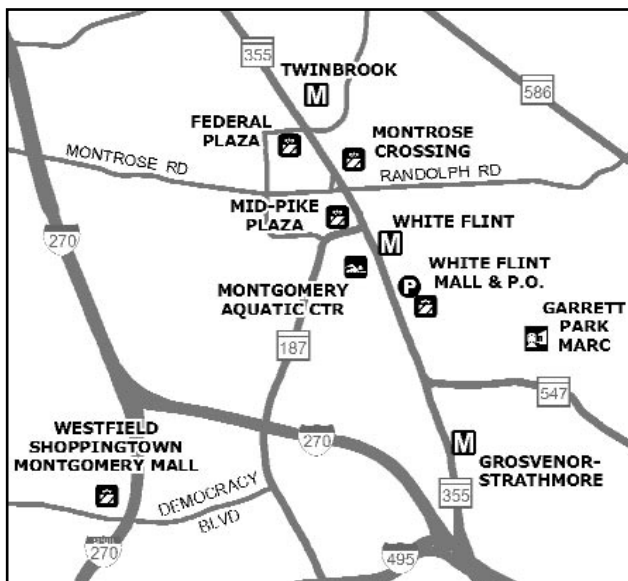 355
TWINBROOK
M
586
FEDERAL
PLAZA
MONTROSE
CROSSING
MONTROSE RD
RANDOLPH RD
MID-PIKE
PLAZA
WHITE FLINT
M
270
WHITE FLINT
MALL & P.O.
P
MONTGOMERY
AQUATIC CTR
GARRETT
PARK
MARC
187
547
WESTFIELD
SHOPPINGTOWN
MONTGOMERY MALL
270
M
GROSVENOR-
STRATHMORE
355
DEMOCRACY
BLVD
270
495